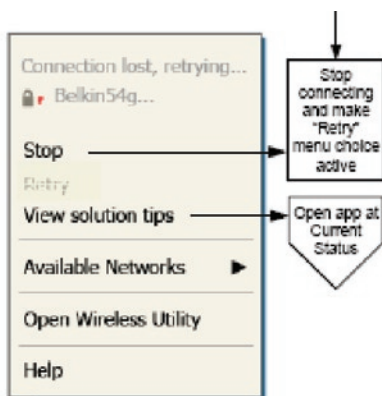 Connection lost, retrying...
Belkin54g...
Stop
Retry
View solution tips
Available Networks
Open Wireless Utility
Help
Stop
connecting
and make
"Retry"
menu choice
active
Open app at
Current
Status